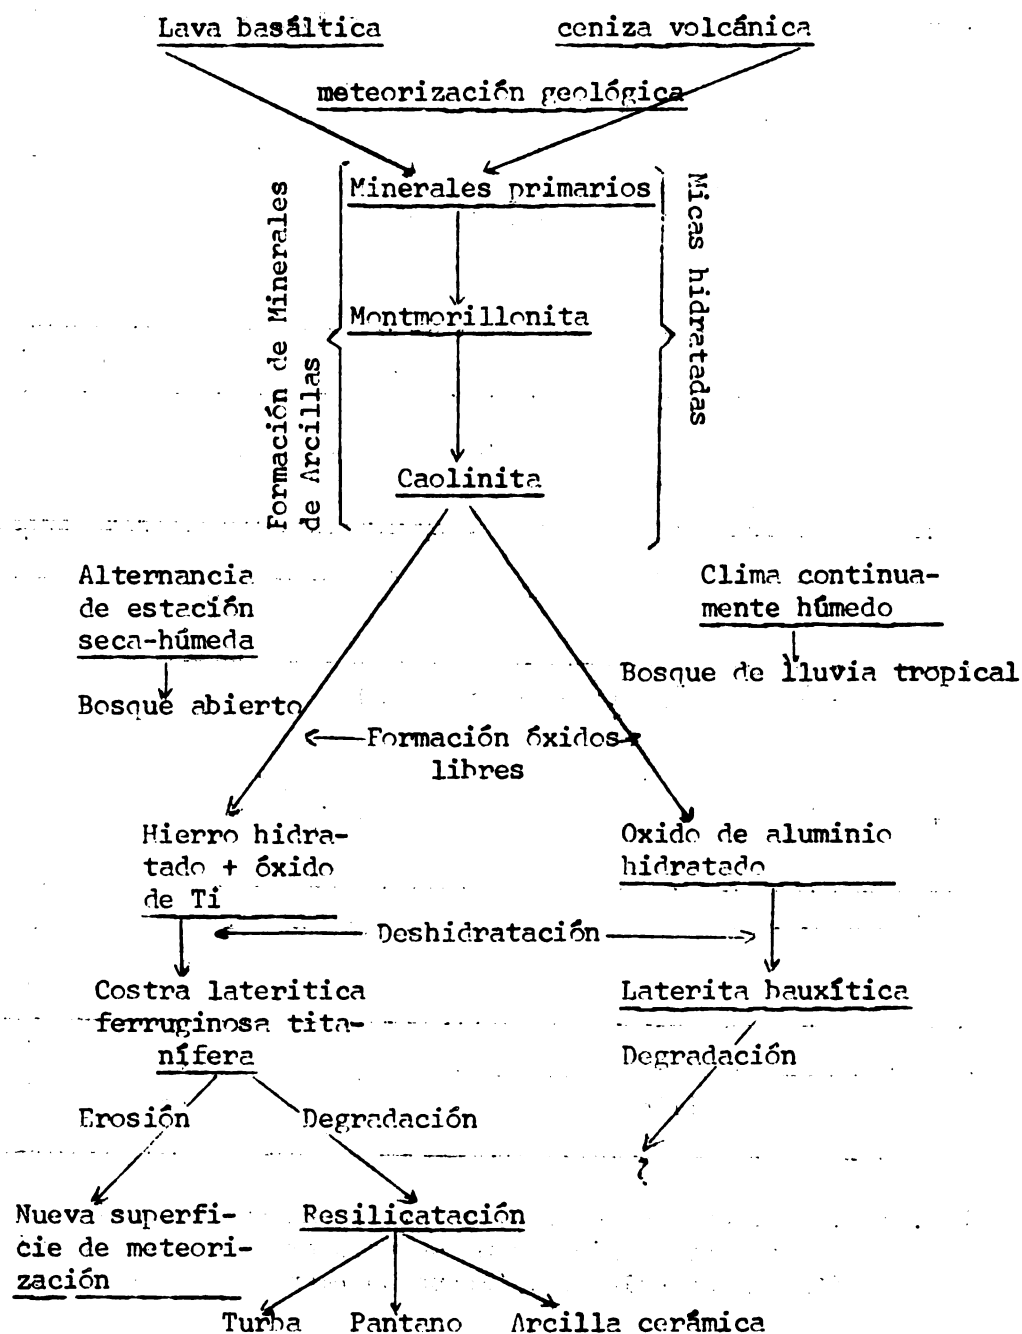 Lava basáltica
ceniza volcánica
meteorización geológica
Minerales primarios
Formación de Minerales
de Arcillas
Micas hidratadas
Montmorillonita
Caolinita
Alternancia
de estación
seca-húmeda
Clima continua-
mente húmedo
Bosque abierto
Bosque de lluvia tropical
Formación óxidos
libres
Hierro hidra-
tado + óxido
de Ti
Oxido de aluminio
hidratado
Deshidratación
Costra lateritica
ferruginosa tita-
nífera
Laterita bauxítica
Degradación
Erosión
Degradación
?
Nueva superfi-
cie de meteori-
zación
Resilicatación
Turba
Pantano
Arcilla cerámica